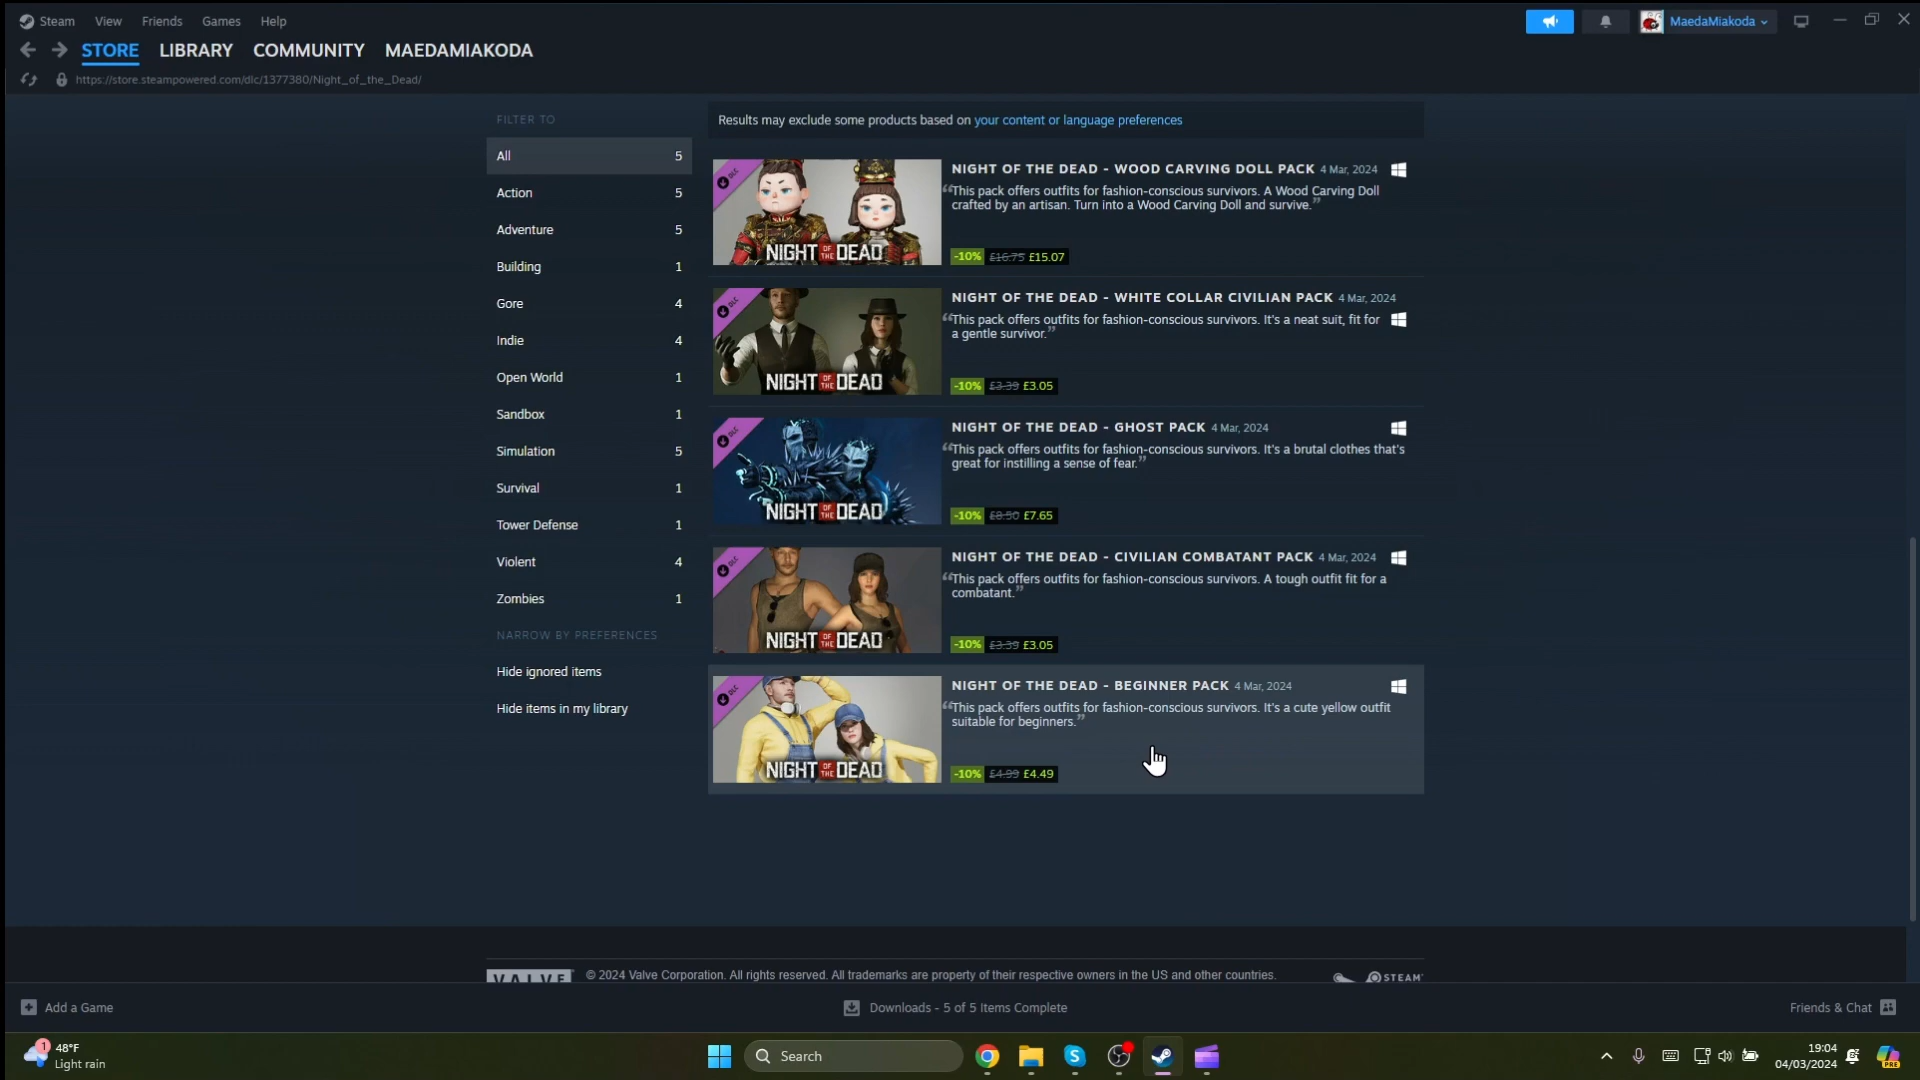 Steam View Friends Games Help
MaedaMiakoda
STORE LIBRARY COMMUNITY MAEDAMIAKODA
https://store.steampowered.com/dlc/1377380/Night_of_the_Dead/
FILTER TO
All 5
Action 5
Adventure 5
Building 1
Gore 4
Indie 4
Open World 1
Sandbox 1
Simulation 5
Survival 1
Tower Defense 1
Violent 4
Zombies 1
NARROW BY PREFERENCES
Hide ignored items
Hide items in my library
Results may exclude some products based on your content or language preferences
DLC
NIGHT OF THE DEAD
NIGHT OF THE DEAD - WOOD CARVING DOLL PACK 4 Mar, 2024
“This pack offers outfits for fashion-conscious survivors. A Wood Carving Doll
crafted by an artisan. Turn into a Wood Carving Doll and survive.”
-10% £16.75 £15.07
DLC
NIGHT OF THE DEAD
NIGHT OF THE DEAD - WHITE COLLAR CIVILIAN PACK 4 Mar, 2024
“This pack offers outfits for fashion-conscious survivors. It's a neat suit, fit for
a gentle survivor.”
-10% £3.39 £3.05
DLC
NIGHT OF THE DEAD
NIGHT OF THE DEAD - GHOST PACK 4 Mar, 2024
“This pack offers outfits for fashion-conscious survivors. It's a brutal clothes that's
great for instilling a sense of fear.”
-10% £8.50 £7.65
DLC
NIGHT OF THE DEAD
NIGHT OF THE DEAD - CIVILIAN COMBATANT PACK 4 Mar, 2024
“This pack offers outfits for fashion-conscious survivors. A tough outfit fit for a
combatant.”
-10% £3.39 £3.05
DLC
NIGHT OF THE DEAD
NIGHT OF THE DEAD - BEGINNER PACK 4 Mar, 2024
“This pack offers outfits for fashion-conscious survivors. It's a cute yellow outfit
suitable for beginners.”
-10% £4.99 £4.49
VALVE © 2024 Valve Corporation. All rights reserved. All trademarks are property of their respective owners in the US and other countries. STEAM
Add a Game Downloads - 5 of 5 Items Complete Friends & Chat
1 48°F
Light rain
Search
19:04
04/03/2024
PRE